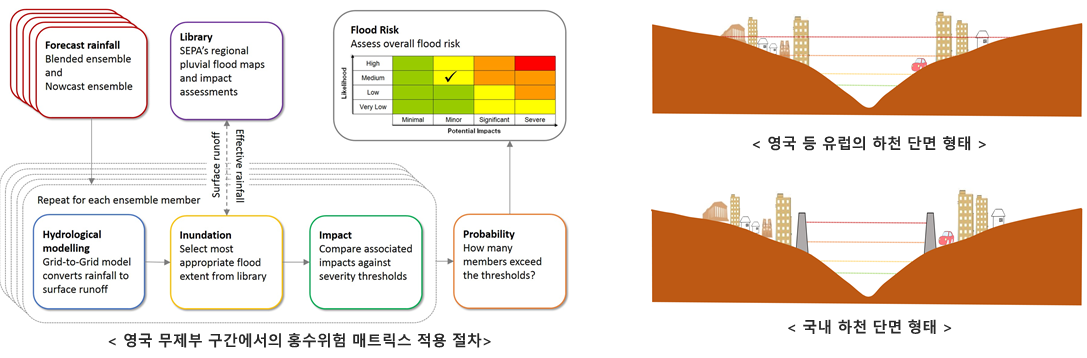 Forecast rainfall
Blended ensemble
and
Nowcast ensemble
Library
SEPA's regional
pluvial flood maps
and impact
assessments
Flood Risk
Assess overall flood risk
Likelihood
High
Medium
Low
Very Low
Minimal
Minor
Significant
Severe
Potential Impacts
Surface runoff
Effective rainfall
Repeat for each ensemble member
Hydrological
modelling
Grid-to-Grid model
converts rainfall to
surface runoff
Inundation
Select most
appropriate flood
extent from library
Impact
Compare associated
impacts against
severity thresholds
Probability
How many
members exceed
the thresholds?
< 영국 무제부 구간에서의 홍수위험 매트릭스 적용 절차>
< 영국 등 유럽의 하천 단면 형태 >
< 국내 하천 단면 형태 >